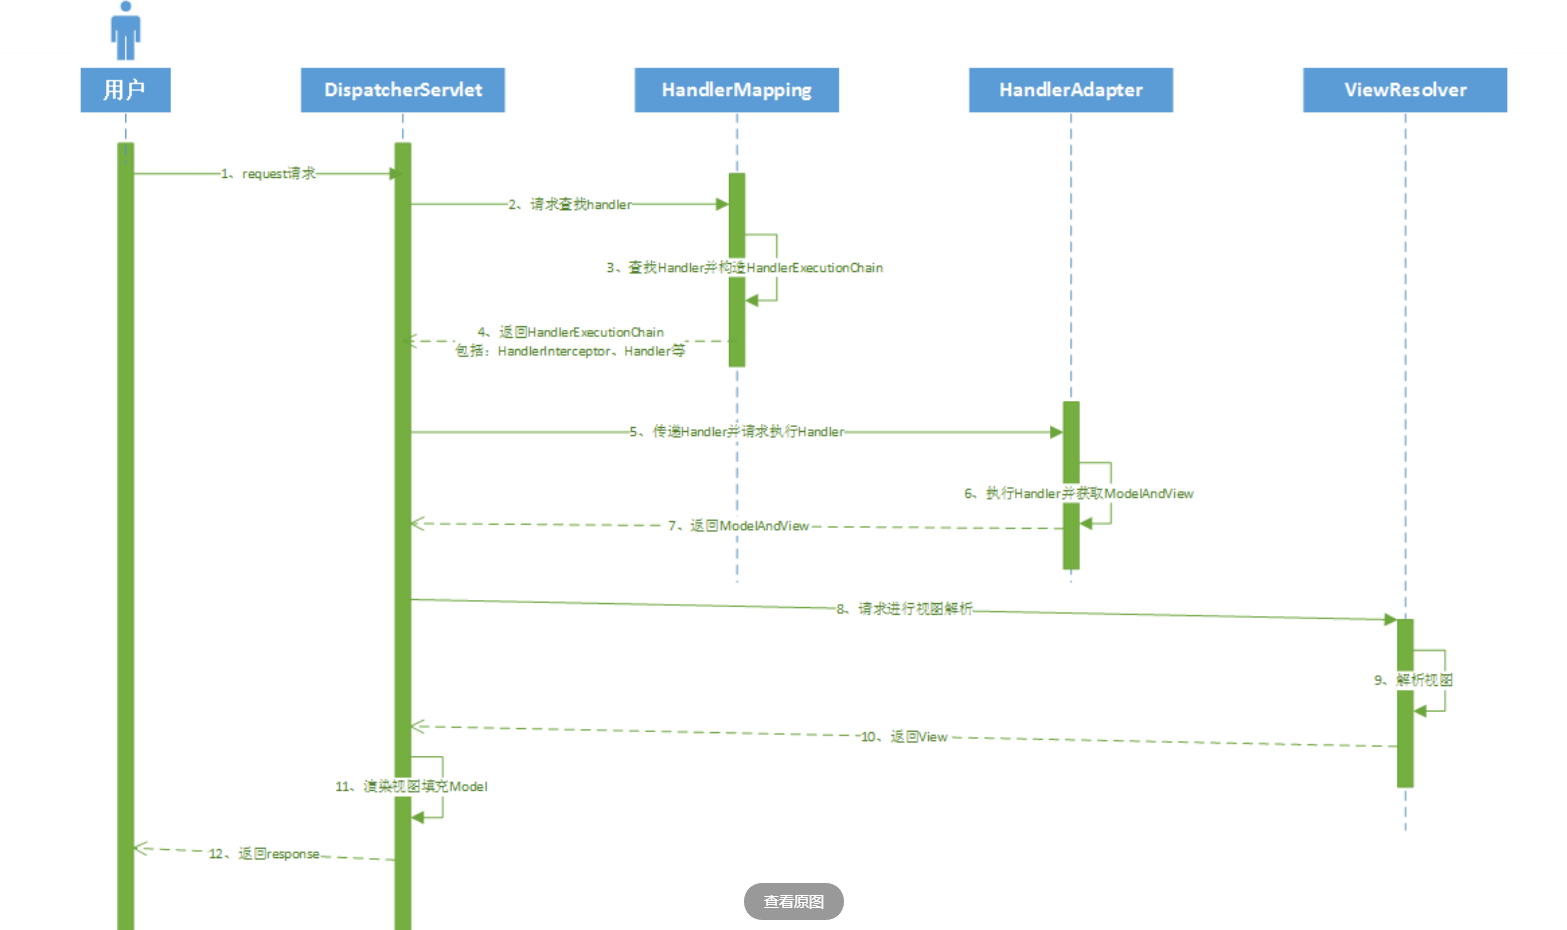 用户
DispatcherServlet
HandlerMapping
HandlerAdapter
ViewResolver
1、request请求
2、请求查找handler
3、查找Handler并构造HandlerExecutionChain
4、返回HandlerExecutionChain
包括：HandlerInterceptor、Handler等
5、传递Handler并请求执行Handler
6、执行Handler并获取ModelAndView
7、返回ModelAndView
8、请求进行视图解析
9、解析视图
10、返回View
11、渲染视图填充Model
12、返回response
查看原图